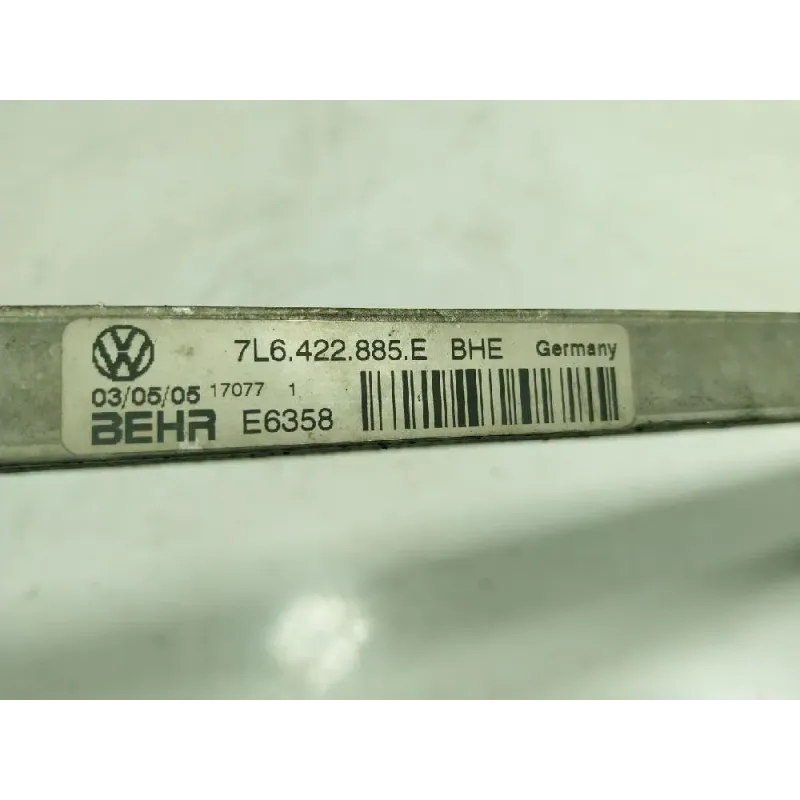 7L6.422.885.E BHE Germany
03/05/05 17077 1
BEHR E6358